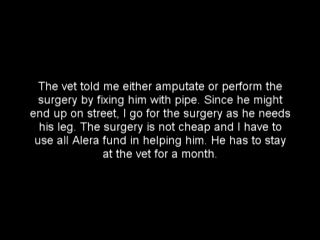 The vet told me either amputate or perform the
surgery by fixing him with pipe. Since he might
end up on street, I go for the surgery as he needs
his leg. The surgery is not cheap and I have to
use all Alera fund in helping him. He has to stay
at the vet for a month.